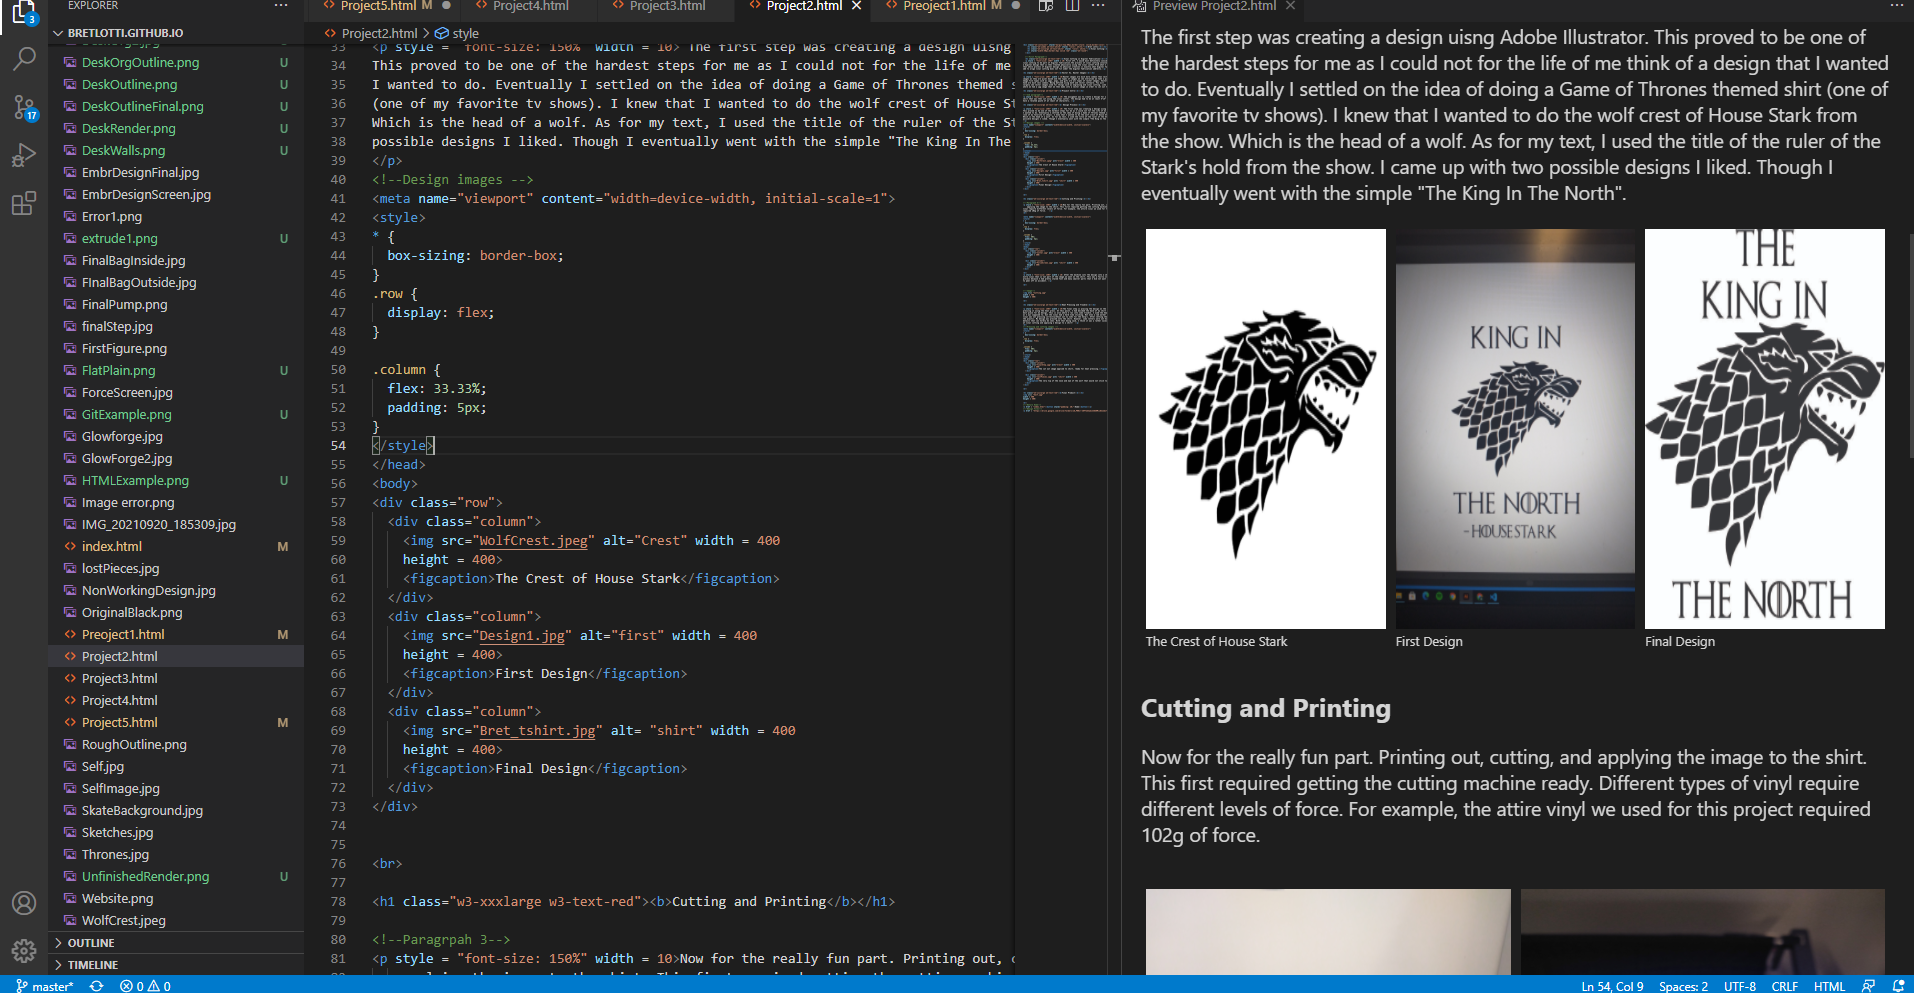 EXPLORER
Project5.html M
Project4.html
Project3.html
Project2.html
Preoject1.html M
Preview Project2.html
3
17
BRETLOTTI.GITHUB.IO
DeskOrg2.jpg U
DeskOrgOutline.png U
DeskOutline.png U
DeskOutlineFinal.png U
DeskRender.png U
DeskWalls.png U
EmbrDesignFinal.jpg
EmbrDesignScreen.jpg
Error1.png
extrude1.png U
FinalBagInside.jpg
FInalBagOutside.jpg
FinalPump.png
finalStep.jpg
FirstFigure.png
FlatPlain.png U
ForceScreen.jpg
GitExample.png U
Glowforge.jpg
GlowForge2.jpg
HTMLExample.png U
Image error.png
IMG_20210920_185309.jpg
index.html M
lostPieces.jpg
NonWorkingDesign.jpg
OriginalBlack.png
Preoject1.html M
Project2.html
Project3.html
Project4.html
Project5.html M
RoughOutline.png
Self.jpg
SelfImage.jpg
SkateBackground.jpg
Sketches.jpg
Thrones.jpg
UnfinishedRender.png U
Website.png
WolfCrest.jpeg
OUTLINE
TIMELINE
Project2.html > style
33 <p style = "font-size: 150%" width = 10> The first step was creating a design uisng
34 This proved to be one of the hardest steps for me as I could not for the life of me
35 I wanted to do. Eventually I settled on the idea of doing a Game of Thrones themed s
36 (one of my favorite tv shows). I knew that I wanted to do the wolf crest of House St
37 Which is the head of a wolf. As for my text, I used the title of the ruler of the St
38 possible designs I liked. Though I eventually went with the simple "The King In The
39 </p>
40 <!--Design images -->
41 <meta name="viewport" content="width=device-width, initial-scale=1">
42 <style>
43 * {
44 box-sizing: border-box;
45 }
46 .row {
47 display: flex;
48 }
49
50 .column {
51 flex: 33.33%;
52 padding: 5px;
53 }
54 </style>
55 </head>
56 <body>
57 <div class="row">
58 <div class="column">
59 <img src="WolfCrest.jpeg" alt="Crest" width = 400
60 height = 400>
61 <figcaption>The Crest of House Stark</figcaption>
62 </div>
63 <div class="column">
64 <img src="Design1.jpg" alt="first" width = 400
65 height = 400>
66 <figcaption>First Design</figcaption>
67 </div>
68 <div class="column">
69 <img src="Bret_tshirt.jpg" alt= "shirt" width = 400
70 height = 400>
71 <figcaption>Final Design</figcaption>
72 </div>
73 </div>
74
75
76 <br>
77
78 <h1 class="w3-xxxlarge w3-text-red"><b>Cutting and Printing</b></h1>
79
80 <!--Paragrpah 3-->
81 <p style = "font-size: 150%" width = 10>Now for the really fun part. Printing out, c
The first step was creating a design uisng Adobe Illustrator. This proved to be one of
the hardest steps for me as I could not for the life of me think of a design that I wanted
to do. Eventually I settled on the idea of doing a Game of Thrones themed shirt (one of
my favorite tv shows). I knew that I wanted to do the wolf crest of House Stark from
the show. Which is the head of a wolf. As for my text, I used the title of the ruler of the
Stark's hold from the show. I came up with two possible designs I liked. Though I
eventually went with the simple "The King In The North".
KING IN
THE NORTH
-HOUSE STARK
THE
KING IN
THE NORTH
The Crest of House Stark
First Design
Final Design
Cutting and Printing
Now for the really fun part. Printing out, cutting, and applying the image to the shirt.
This first required getting the cutting machine ready. Different types of vinyl require
different levels of force. For example, the attire vinyl we used for this project required
102g of force.
master*
0 0
Ln 54, Col 9
Spaces: 2
UTF-8
CRLF
HTML